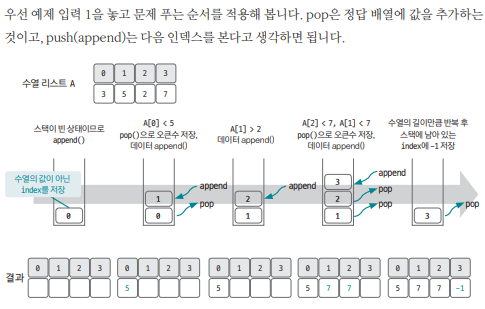 우선 예제 입력 1을 놓고 문제 푸는 순서를 적용해 봅니다. pop은 정답 배열에 값을 추가하는
것이고, push(append)는 다음 인덱스를 본다고 생각하면 됩니다.
수열 리스트 A
0 1 2 3
3 5 2 7
스택이 빈 상태이므로
append()
A[0] < 5
pop()으로 오큰수 저장,
데이터 append()
A[1] > 2
데이터 append()
A[2] < 7, A[1] < 7
pop()으로 오큰수 저장,
데이터 append()
수열의 길이만큼 반복 후
스택에 남아 있는
index에 -1 저장
수열의 값이 아닌
index를 저장
0
1 append
0 pop
2 append
1
3 append
2 pop
1 pop
3 pop
결과
0 1 2 3
0 1 2 3
5
0 1 2 3
5
0 1 2 3
5 7 7
0 1 2 3
5 7 7 -1